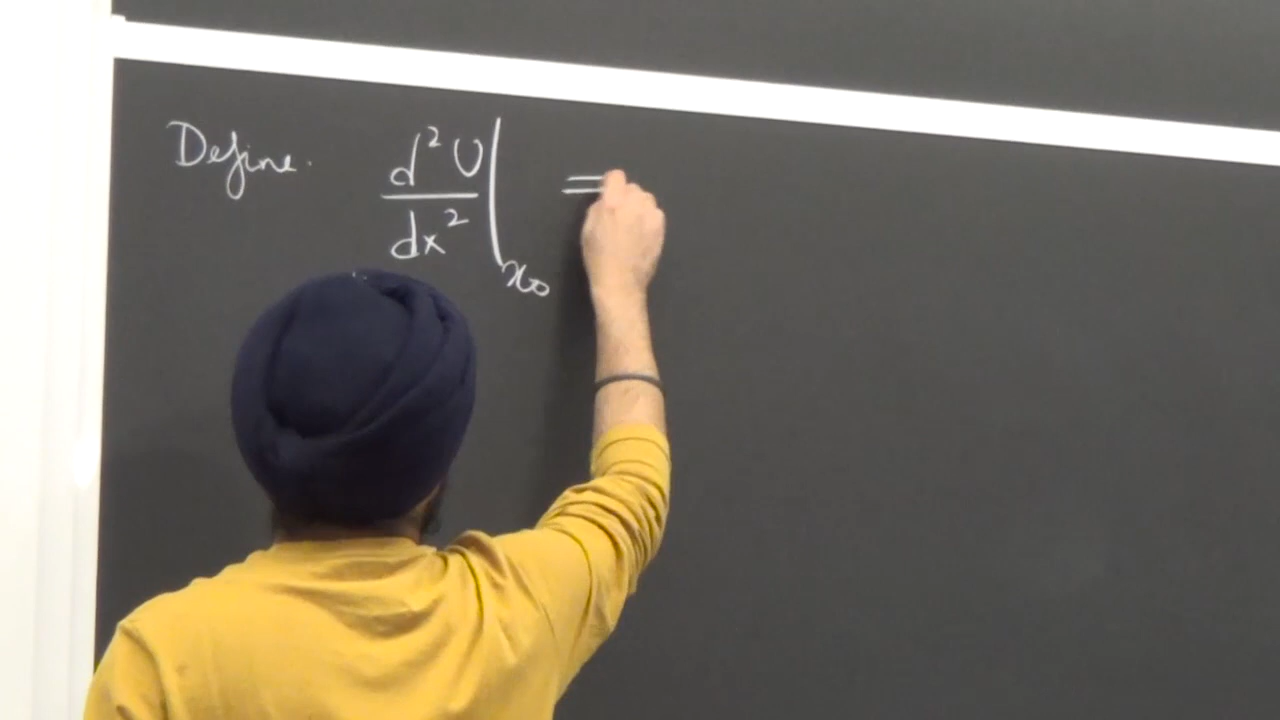 Define. d²U/dx² |x₀ =